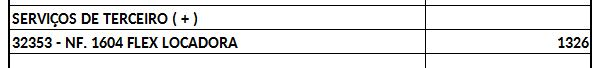 SERVIÇOS DE TERCEIRO ( + )
32353 - NF. 1604 FLEX LOCADORA 1326